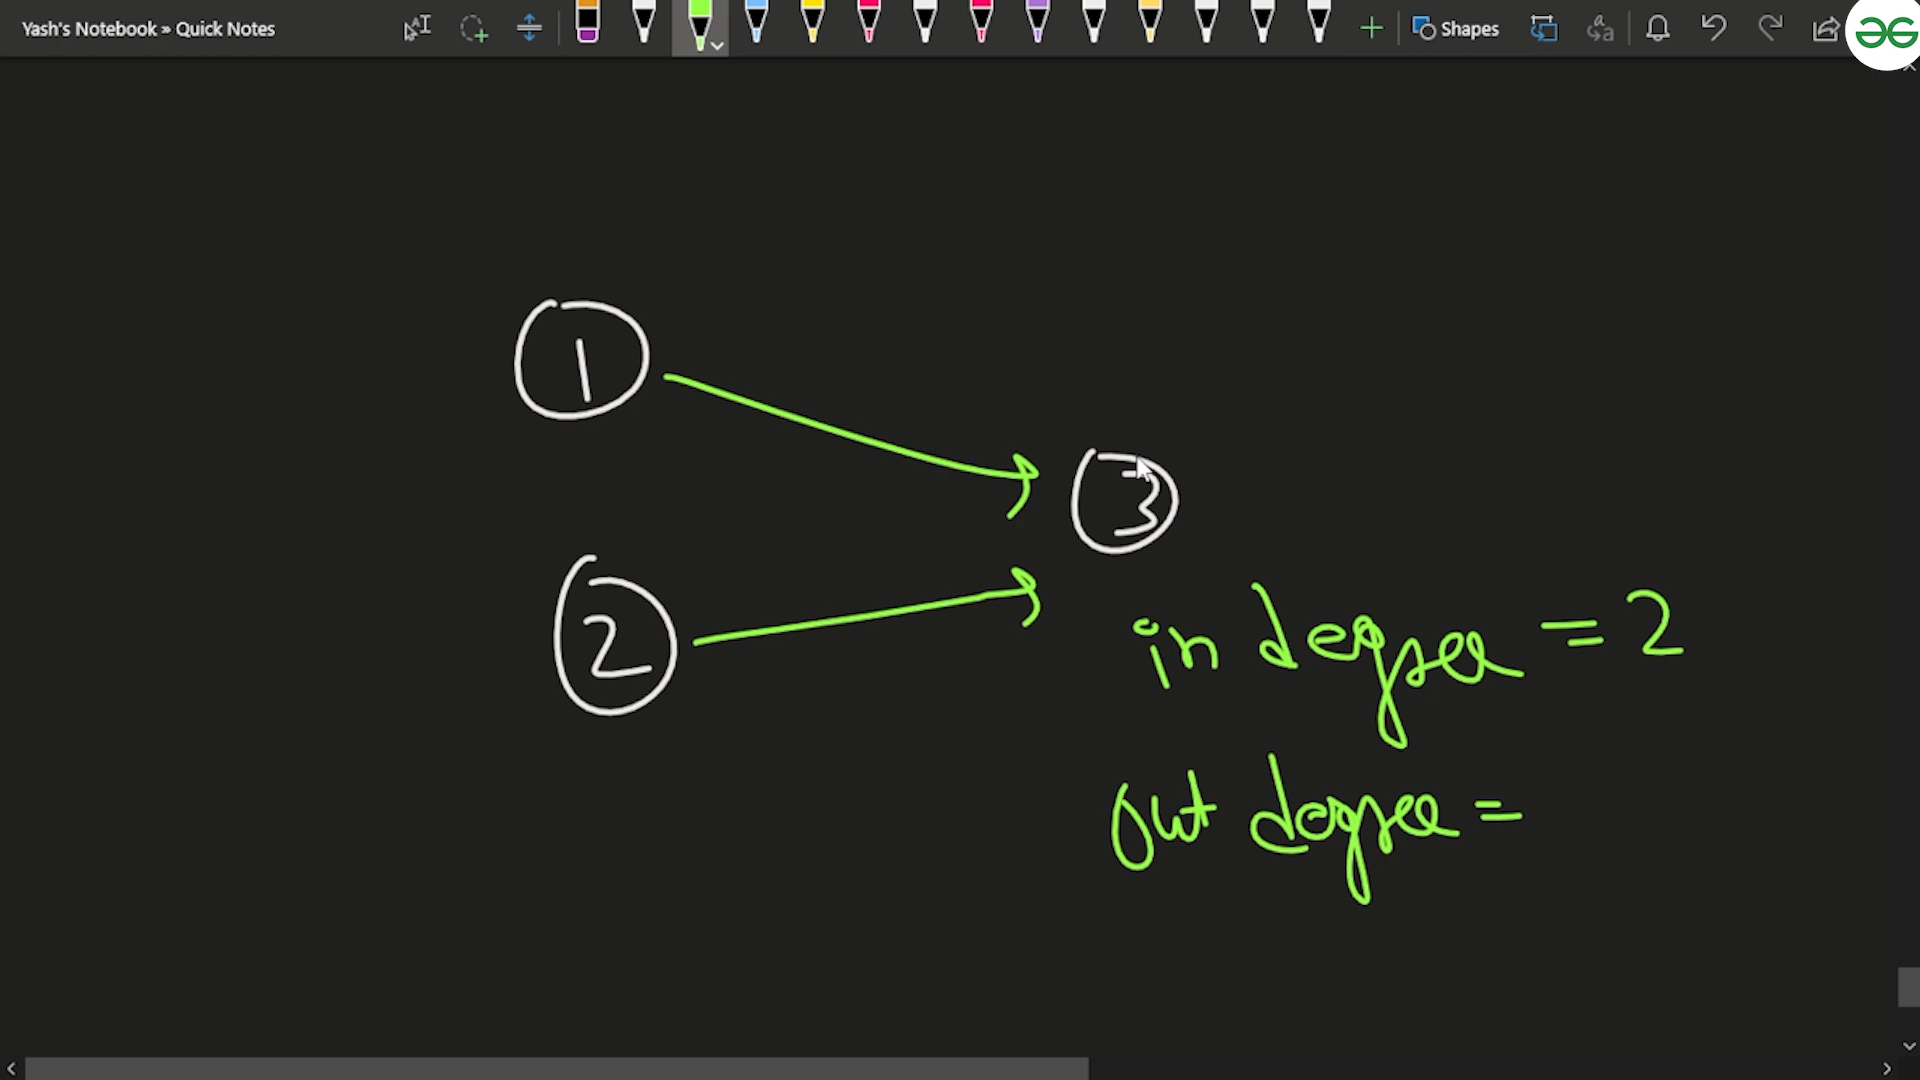 Yash's Notebook » Quick Notes
Shapes
1
3
2
in degree = 2
out degree =